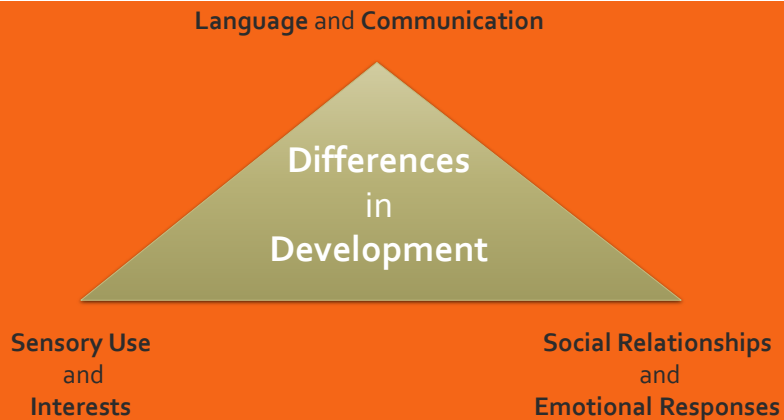 Language and Communication
Differences
in
Development
Sensory Use
and
Interests
Social Relationships
and
Emotional Responses